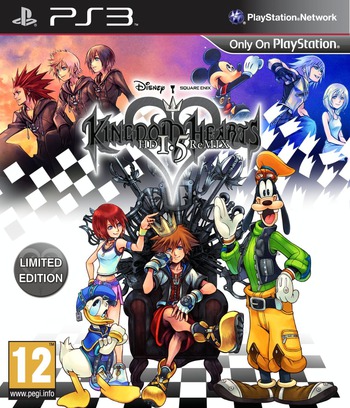 PS3
PlayStation®Network
Only On PlayStation®
Disney
SQUARE ENIX
KINGDOM HEARTS
HD 1.5 ReMIX
LIMITED
EDITION
12
www.pegi.info